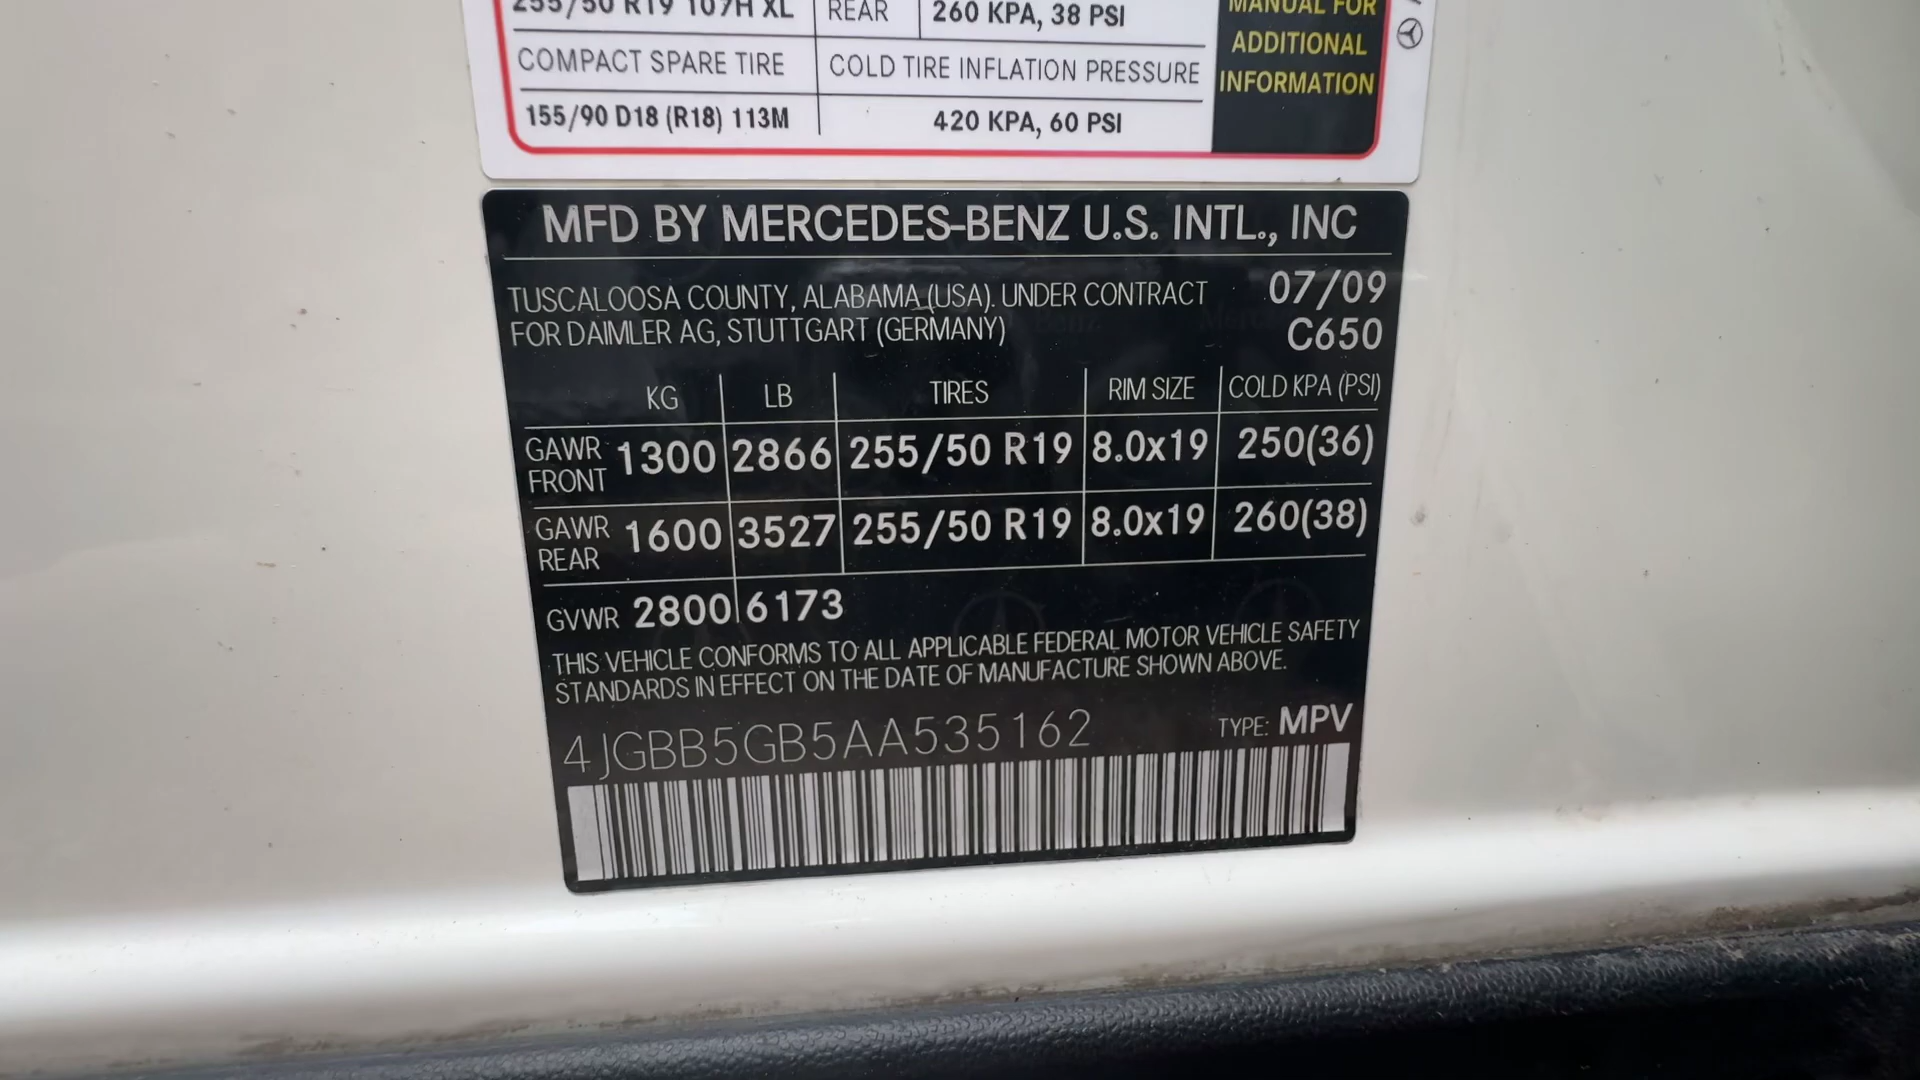 255/50 R19 107H XL REAR 260 KPA, 38 PSI
MANUAL FOR
ADDITIONAL
INFORMATION
COMPACT SPARE TIRE COLD TIRE INFLATION PRESSURE
155/90 D18 (R18) 113M 420 KPA, 60 PSI
MFD BY MERCEDES-BENZ U.S. INTL., INC
TUSCALOOSA COUNTY, ALABAMA (USA). UNDER CONTRACT 07/09
FOR DAIMLER AG, STUTTGART (GERMANY) C650
KG LB TIRES RIM SIZE COLD KPA (PSI)
GAWR FRONT 1300 2866 255/50 R19 8.0x19 250(36)
GAWR REAR 1600 3527 255/50 R19 8.0x19 260(38)
GVWR 2800 6173
THIS VEHICLE CONFORMS TO ALL APPLICABLE FEDERAL MOTOR VEHICLE SAFETY
STANDARDS IN EFFECT ON THE DATE OF MANUFACTURE SHOWN ABOVE.
4JGBB5GB5AA535162 TYPE: MPV